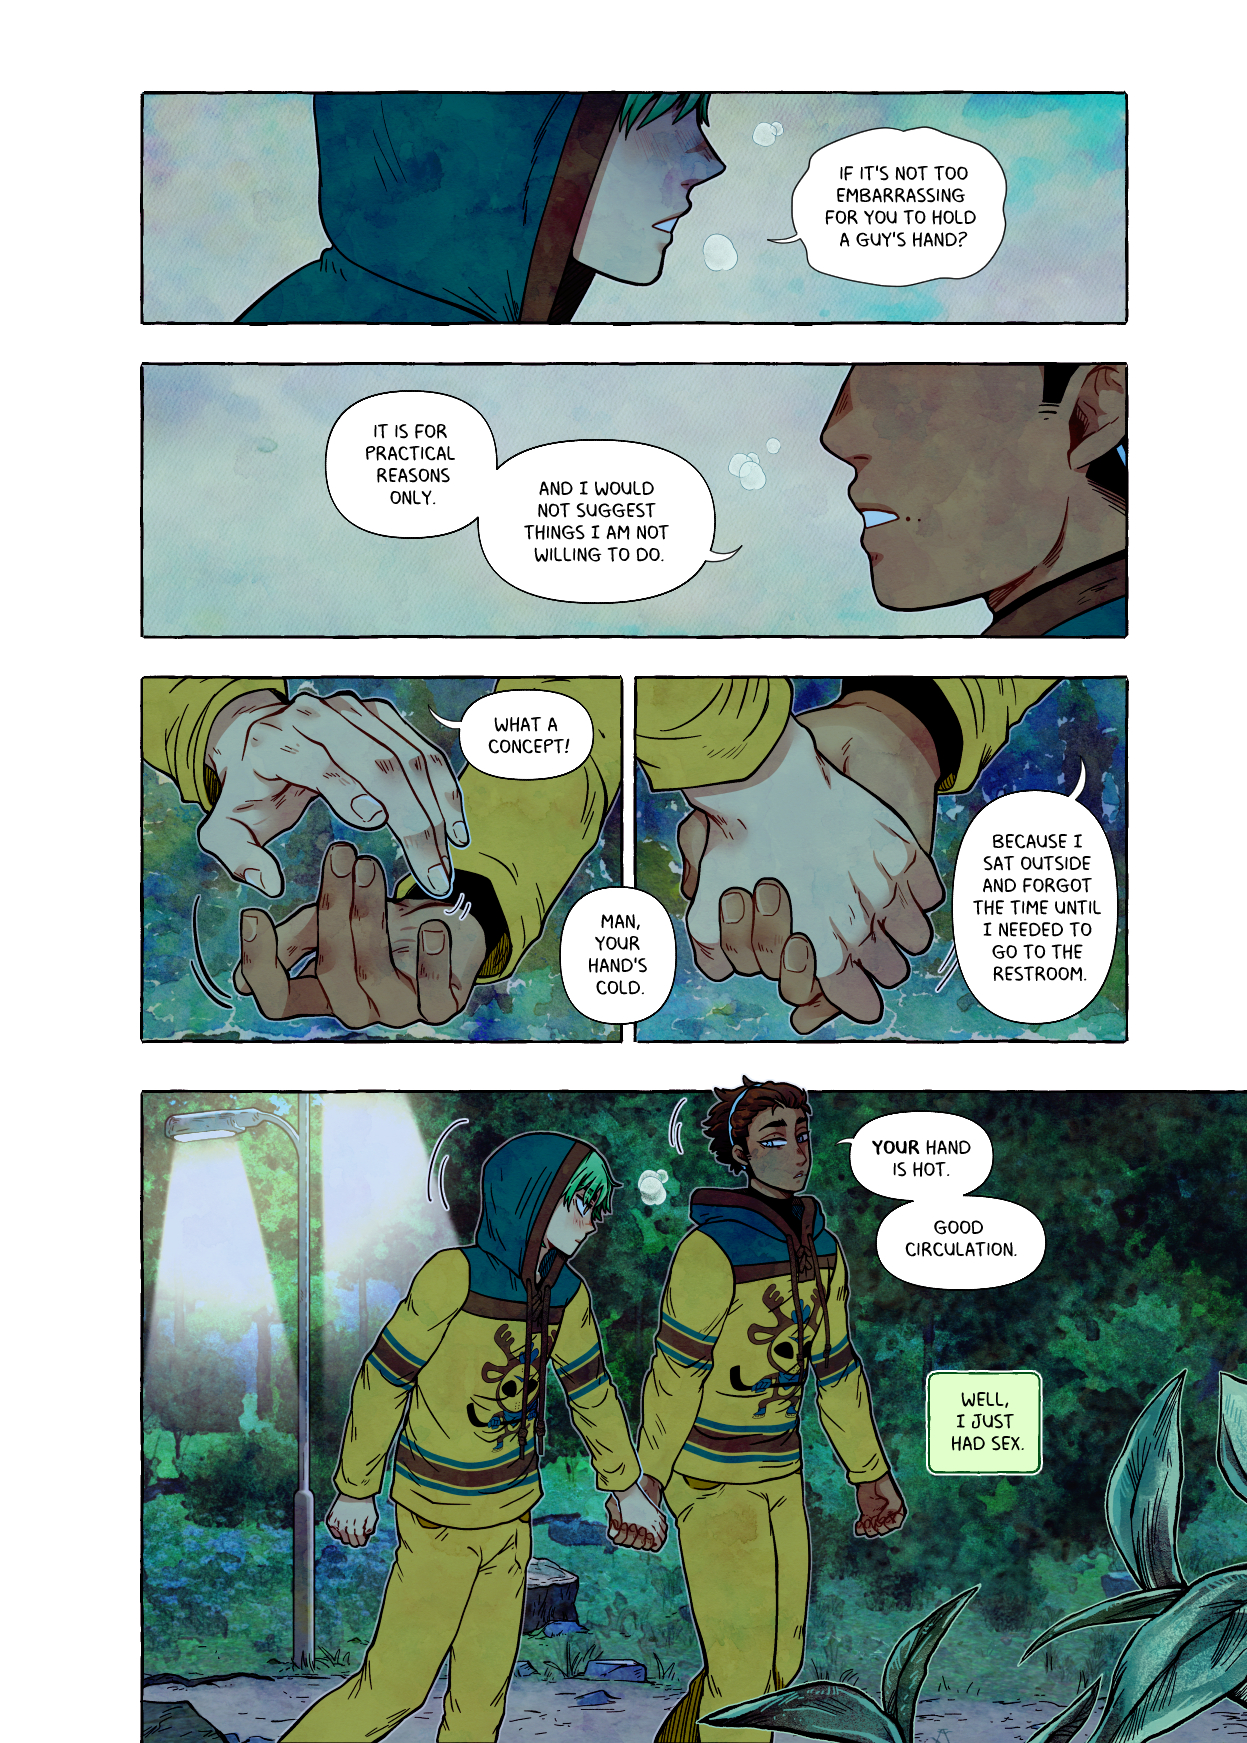 IF IT'S NOT TOO
EMBARRASSING
FOR YOU TO HOLD
A GUY'S HAND?
IT IS FOR
PRACTICAL
REASONS
ONLY.
AND I WOULD
NOT SUGGEST
THINGS I AM NOT
WILLING TO DO.
WHAT A
CONCEPT!
MAN,
YOUR
HAND'S
COLD.
BECAUSE I
SAT OUTSIDE
AND FORGOT
THE TIME UNTIL
I NEEDED TO
GO TO THE
RESTROOM.
YOUR HAND
IS HOT.
GOOD
CIRCULATION.
WELL,
I JUST
HAD SEX.